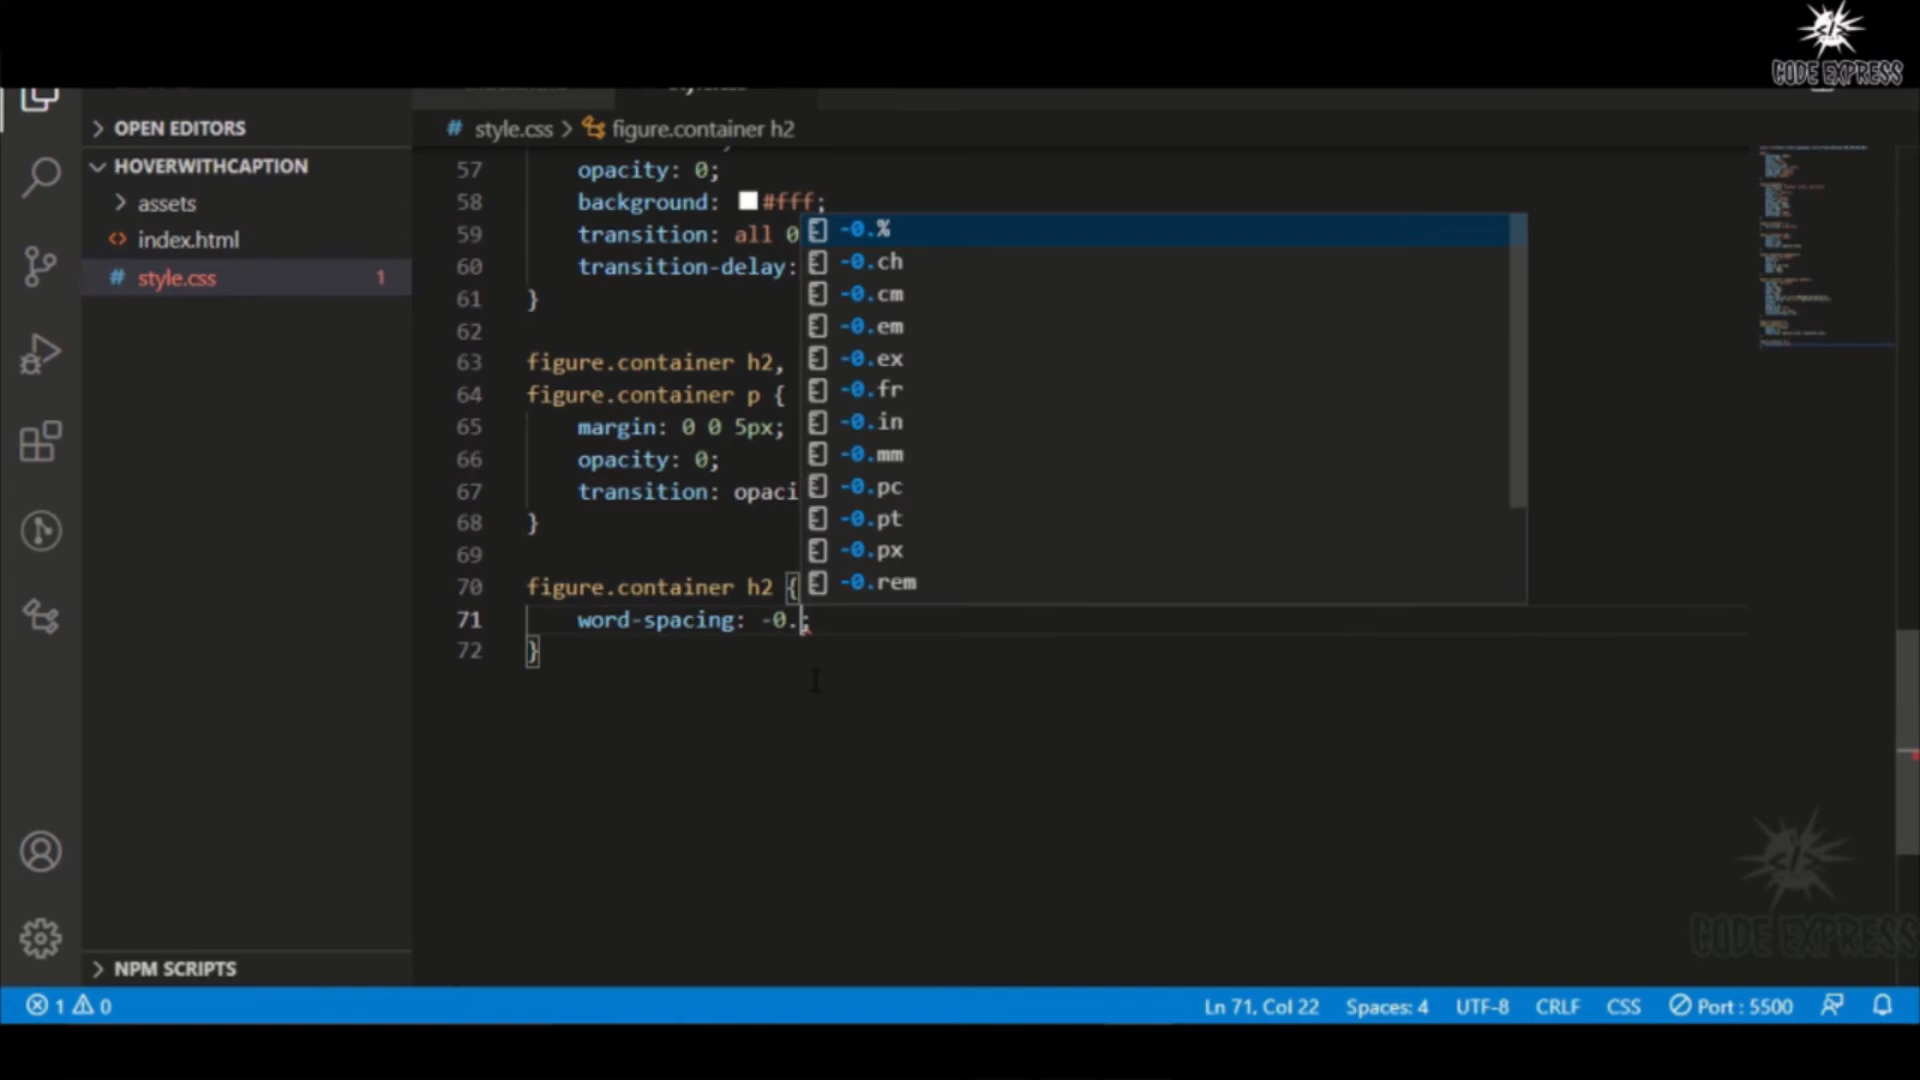 CODE EXPRESS
OPEN EDITORS
HOVERWITHCAPTION
assets
index.html
# style.css 1
NPM SCRIPTS
# style.css > figure.container h2
57 opacity: 0;
58 background: #fff;
59 transition: all 0
60 transition-delay:
61 }
62
63 figure.container h2,
64 figure.container p {
65 margin: 0 0 5px;
66 opacity: 0;
67 transition: opaci
68 }
69
70 figure.container h2 {
71 word-spacing: -0.;
72 }
-0.%
-0.ch
-0.cm
-0.em
-0.ex
-0.fr
-0.in
-0.mm
-0.pc
-0.pt
-0.px
-0.rem
CODE EXPRESS
1 0
Ln 71, Col 22 Spaces: 4 UTF-8 CRLF CSS Port : 5500